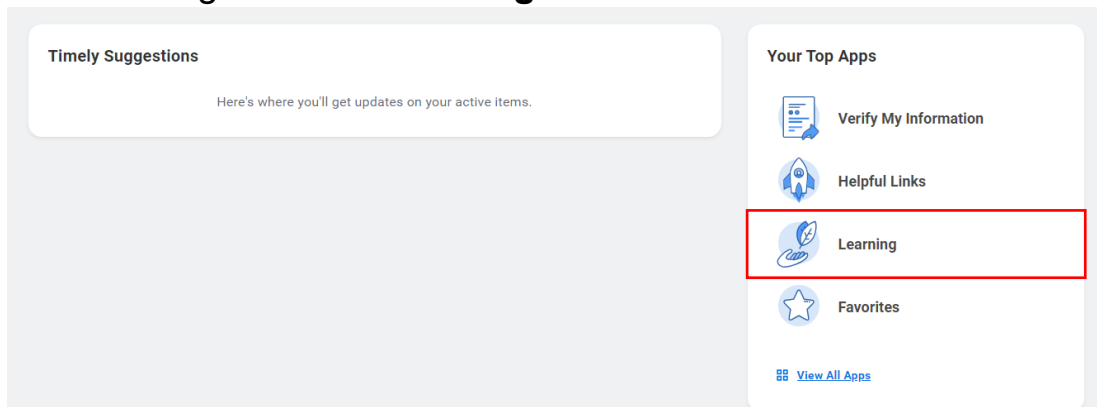 Timely Suggestions
Here's where you'll get updates on your active items.
Your Top Apps
Verify My Information
Helpful Links
Learning
Favorites
View All Apps